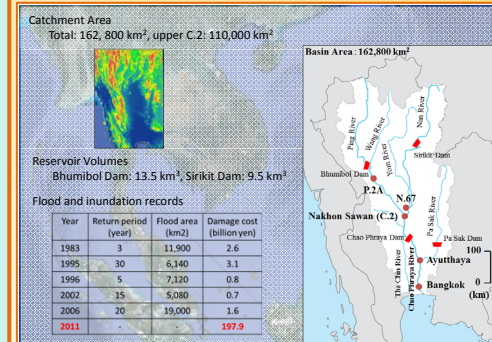 Catchment Area
Total: 162, 800 km², upper C.2: 110,000 km²
Reservoir Volumes
Bhumibol Dam: 13.5 km³, Sirikit Dam: 9.5 km³
Flood and inundation records
Year Return period (year) Flood area (km2) Damage cost (billion yen)
1983 3 11,900 2.6
1995 30 6,140 3.1
1996 5 7,120 0.8
2002 15 5,080 0.7
2006 20 19,000 1.6
2011 - - 197.9
Basin Area : 162,800 km²
Ping River
Wang River
Yom River
Nan River
Sirikit Dam
Bhumibol Dam
P.2A
N.67
Nakhon Sawan (C.2)
Pa Sak River
Chao Phraya Dam
Pa Sak Dam
Tha Chin River
Chao Phraya River
Ayutthaya
Bangkok
100
0
(km)